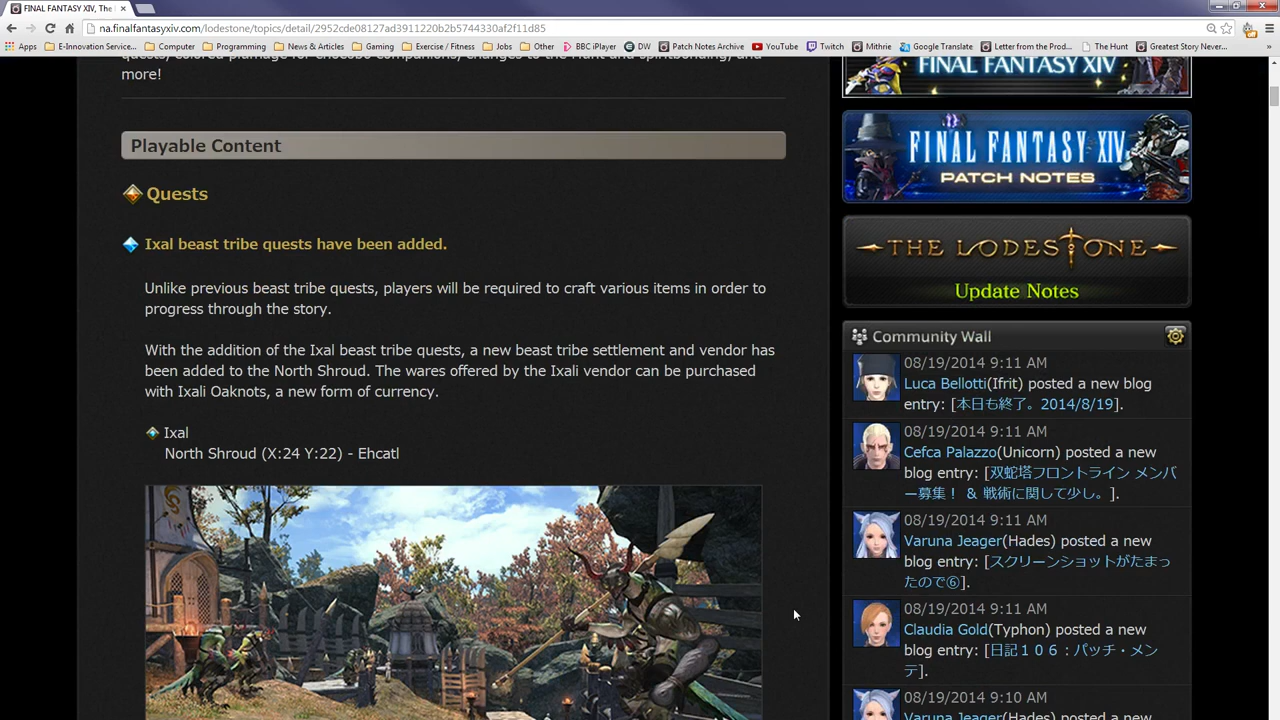 FINAL FANTASY XIV, The
na.finalfantasyxiv.com/lodestone/topics/detail/2952cde08127ad3911220b2b5744330af2f11d85
Apps E-Innovation Service... Computer Programming News & Articles Gaming Exercise / Fitness Jobs Other BBC iPlayer DW Patch Notes Archive YouTube Twitch Mithrie Google Translate Letter from the Prod... The Hunt Greatest Story Never...
quests, colored plumage for chocobo companions, changes to the Hunt and spiritbonding, and
more!
Playable Content
Quests
Ixal beast tribe quests have been added.
Unlike previous beast tribe quests, players will be required to craft various items in order to
progress through the story.
With the addition of the Ixal beast tribe quests, a new beast tribe settlement and vendor has
been added to the North Shroud. The wares offered by the Ixali vendor can be purchased
with Ixali Oaknots, a new form of currency.
Ixal
North Shroud (X:24 Y:22) - Ehcatl
FINAL FANTASY XIV
FINAL FANTASY XIV
PATCH NOTES
THE LODESTONE
Update Notes
Community Wall
08/19/2014 9:11 AM
Luca Bellotti(Ifrit) posted a new blog
entry: [本日も終了。2014/8/19].
08/19/2014 9:11 AM
Cefca Palazzo(Unicorn) posted a new
blog entry: [双蛇塔フロントライン メンバ
ー募集！ & 戦術に関して少し。].
08/19/2014 9:11 AM
Varuna Jeager(Hades) posted a new
blog entry: [スクリーンショットがたまっ
たので⑥].
08/19/2014 9:11 AM
Claudia Gold(Typhon) posted a new
blog entry: [日記１０６：パッチ・メン
テ].
08/19/2014 9:10 AM
Varuna Jeager(Hades) posted a new